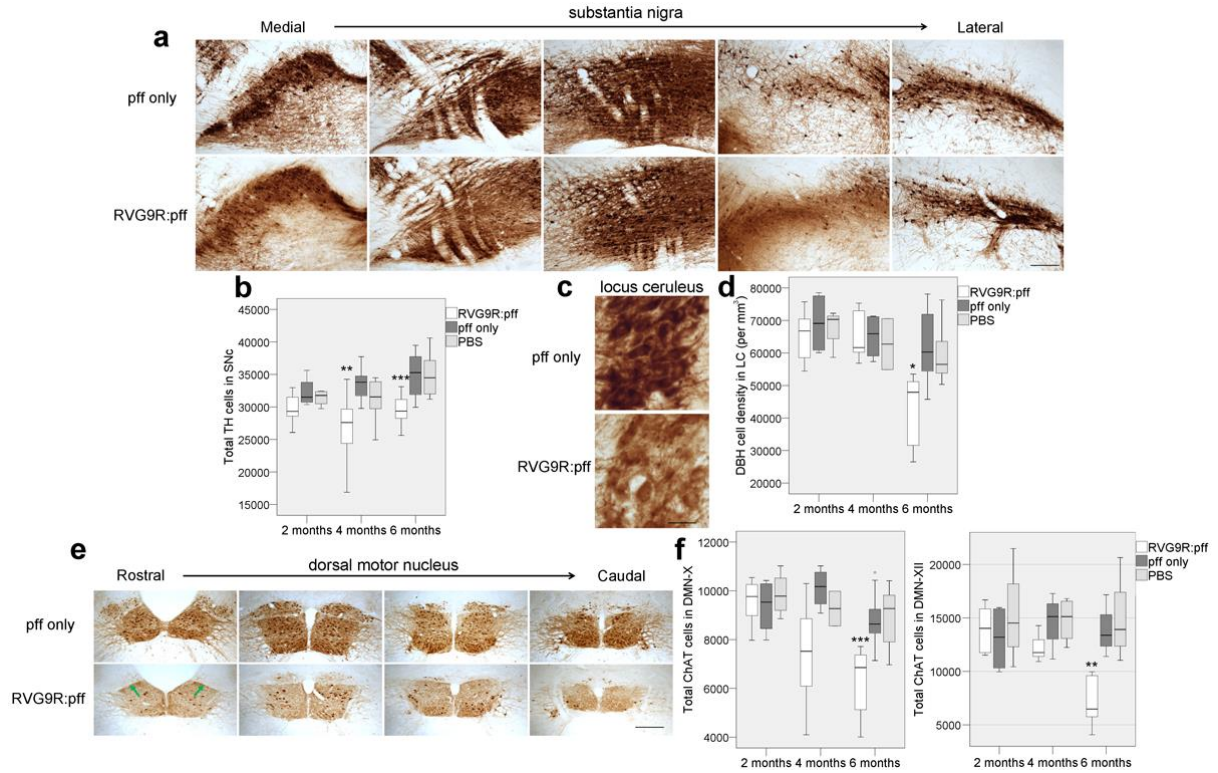 substantia nigra
a
Medial
Lateral
pff only
RVG9R:pff
b
Total TH cells in SNc
40000
35000
30000
25000
20000
15000
**
***
RVG9R:pff
pff only
PBS
2 months 4 months 6 months
c
locus ceruleus
pff only
RVG9R:pff
d
DBH cell density in LC (per mm³)
80000
70000
60000
50000
40000
30000
20000
*
RVG9R:pff
pff only
PBS
2 months 4 months 6 months
e
Rostral
dorsal motor nucleus
Caudal
pff only
RVG9R:pff
f
Total ChAT cells in DMN-X
12000
10000
8000
6000
4000
***
2 months 4 months 6 months
Total ChAT cells in DMN-XII
20000
15000
10000
5000
**
RVG9R:pff
pff only
PBS
2 months 4 months 6 months